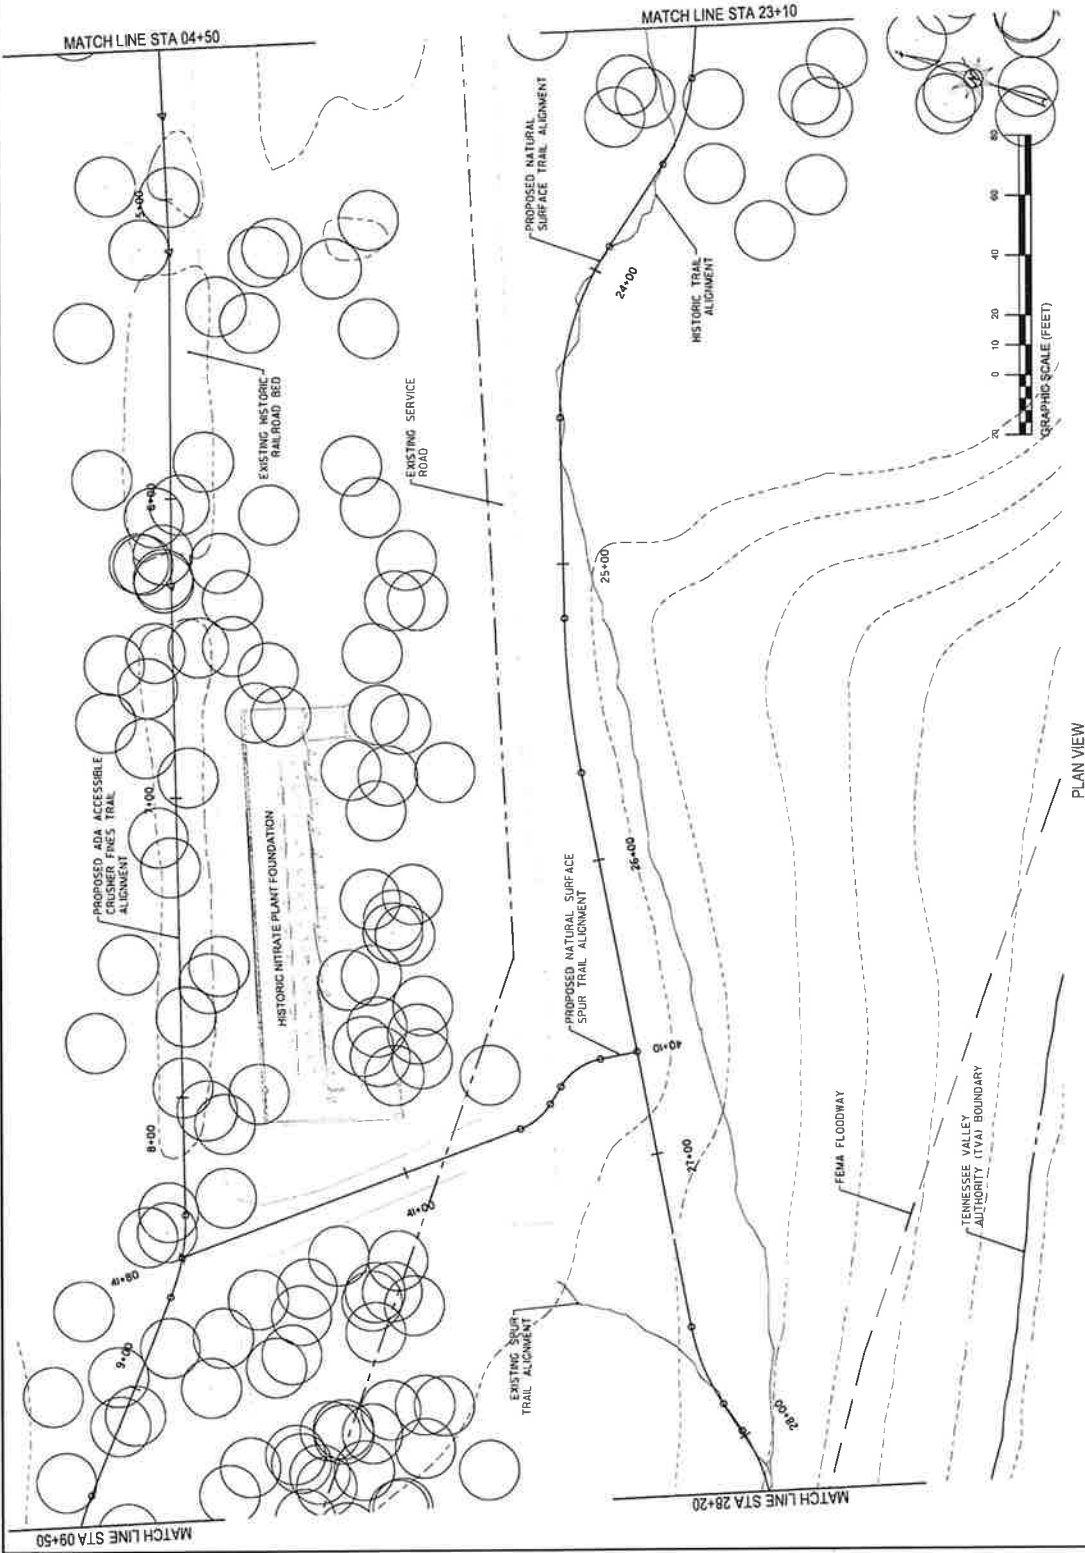 MATCH LINE STA 04+50
MATCH LINE STA 23+10
5+00
PROPOSED NATURAL
SURFACE TRAIL ALIGNMENT
24+00
HISTORIC TRAIL
ALIGNMENT
EXISTING HISTORIC
RAILROAD BED
EXISTING SERVICE
ROAD
20 10 0 10 20 40 60 80
GRAPHIC SCALE (FEET)
6+00
25+00
PROPOSED ADA ACCESSIBLE
CRUSHER FINES TRAIL
ALIGNMENT
7+00
HISTORIC NITRATE PLANT FOUNDATION
26+00
PROPOSED NATURAL SURFACE
SPUR TRAIL ALIGNMENT
40+10
PLAN VIEW
8+00
41+00
27+00
FEMA FLOODWAY
TENNESSEE VALLEY
AUTHORITY (TVA) BOUNDARY
41+80
9+00
EXISTING SPUR
TRAIL ALIGNMENT
28+00
MATCH LINE STA 09+50
MATCH LINE STA 28+20